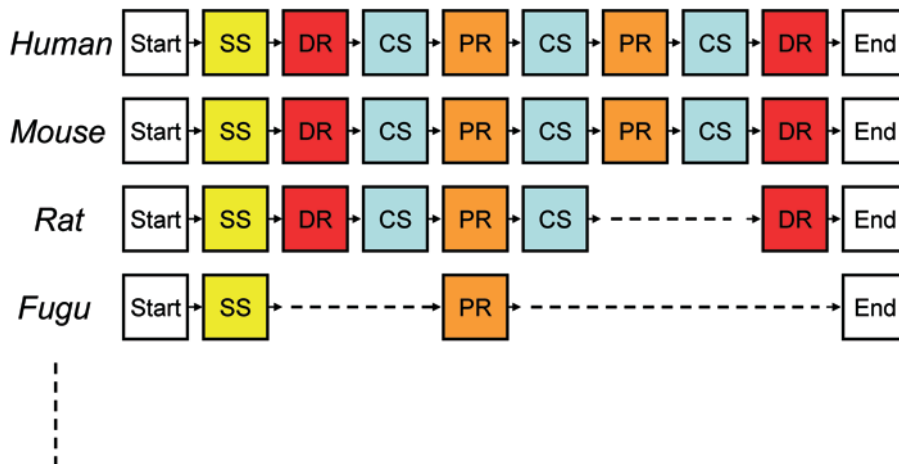 Human Start SS DR CS PR CS PR CS DR End
Mouse Start SS DR CS PR CS PR CS DR End
Rat Start SS DR CS PR CS DR End
Fugu Start SS PR End